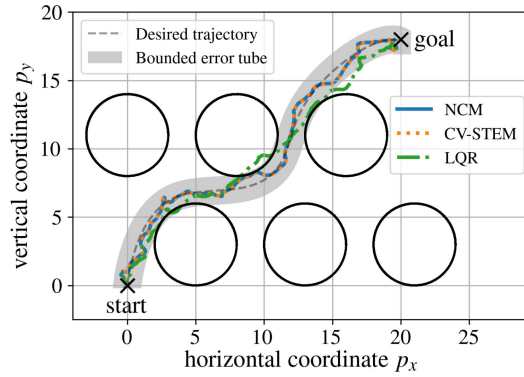 20
15
10
5
0
vertical coordinate p_y
Desired trajectory
Bounded error tube
goal
NCM
CV-STEM
LQR
start
0 5 10 15 20 25
horizontal coordinate p_x